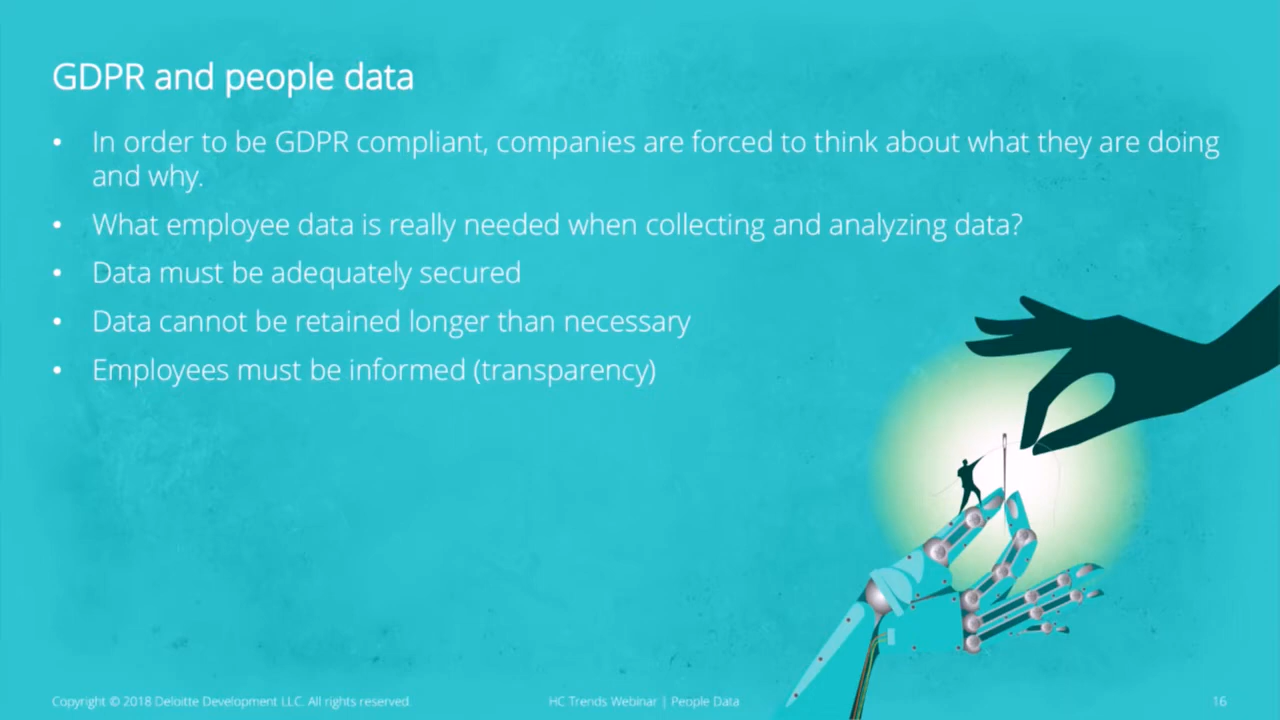 GDPR and people data
• In order to be GDPR compliant, companies are forced to think about what they are doing
and why.
• What employee data is really needed when collecting and analyzing data?
• Data must be adequately secured
• Data cannot be retained longer than necessary
• Employees must be informed (transparency)
Copyright © 2018 Deloitte Development LLC. All rights reserved.
HC Trends Webinar | People Data
16